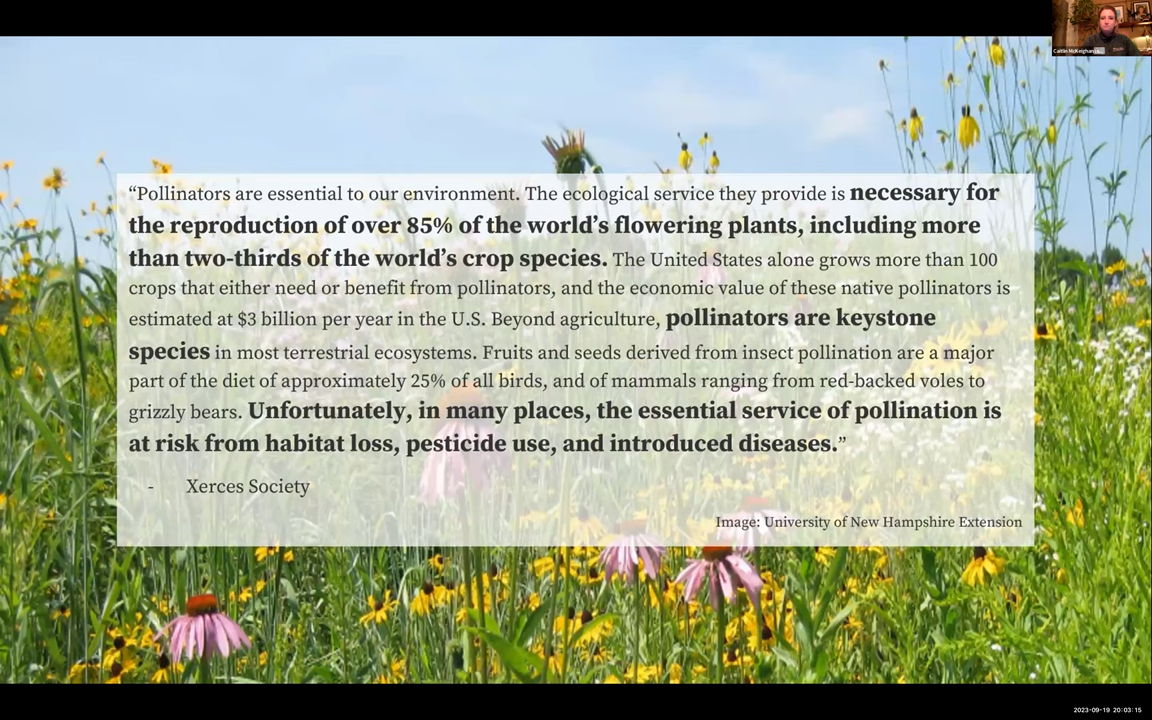 Caitlin McKeighan
“Pollinators are essential to our environment. The ecological service they provide is necessary for
the reproduction of over 85% of the world’s flowering plants, including more
than two-thirds of the world’s crop species. The United States alone grows more than 100
crops that either need or benefit from pollinators, and the economic value of these native pollinators is
estimated at $3 billion per year in the U.S. Beyond agriculture, pollinators are keystone
species in most terrestrial ecosystems. Fruits and seeds derived from insect pollination are a major
part of the diet of approximately 25% of all birds, and of mammals ranging from red-backed voles to
grizzly bears. Unfortunately, in many places, the essential service of pollination is
at risk from habitat loss, pesticide use, and introduced diseases.”
- Xerces Society
Image: University of New Hampshire Extension
2023-09-19 20:03:15